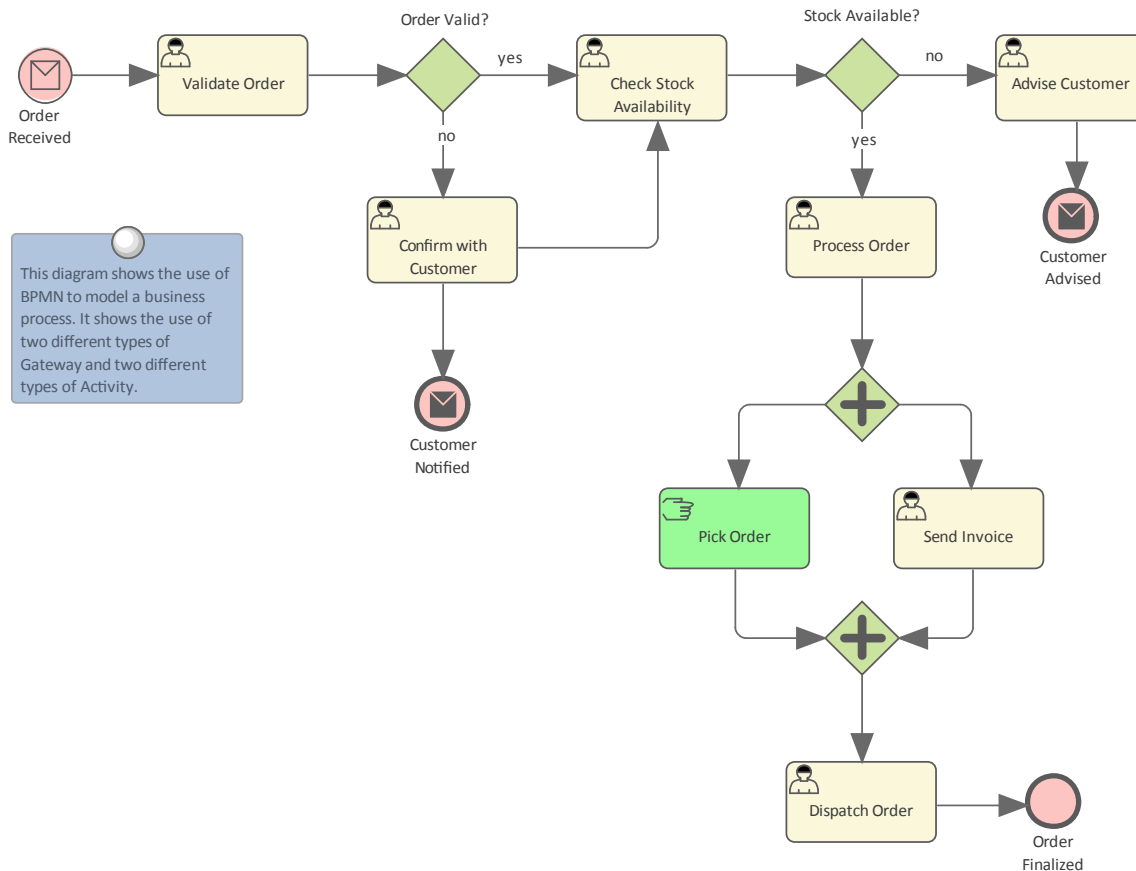 Order Valid?
Stock Available?
Validate Order
yes
Check Stock
Availability
no
Advise Customer
Order
Received
no
yes
Confirm with
Customer
Process Order
Customer
Advised
This diagram shows the use of
BPMN to model a business
process. It shows the use of
two different types of
Gateway and two different
types of Activity.
Customer
Notified
Pick Order
Send Invoice
Dispatch Order
Order
Finalized